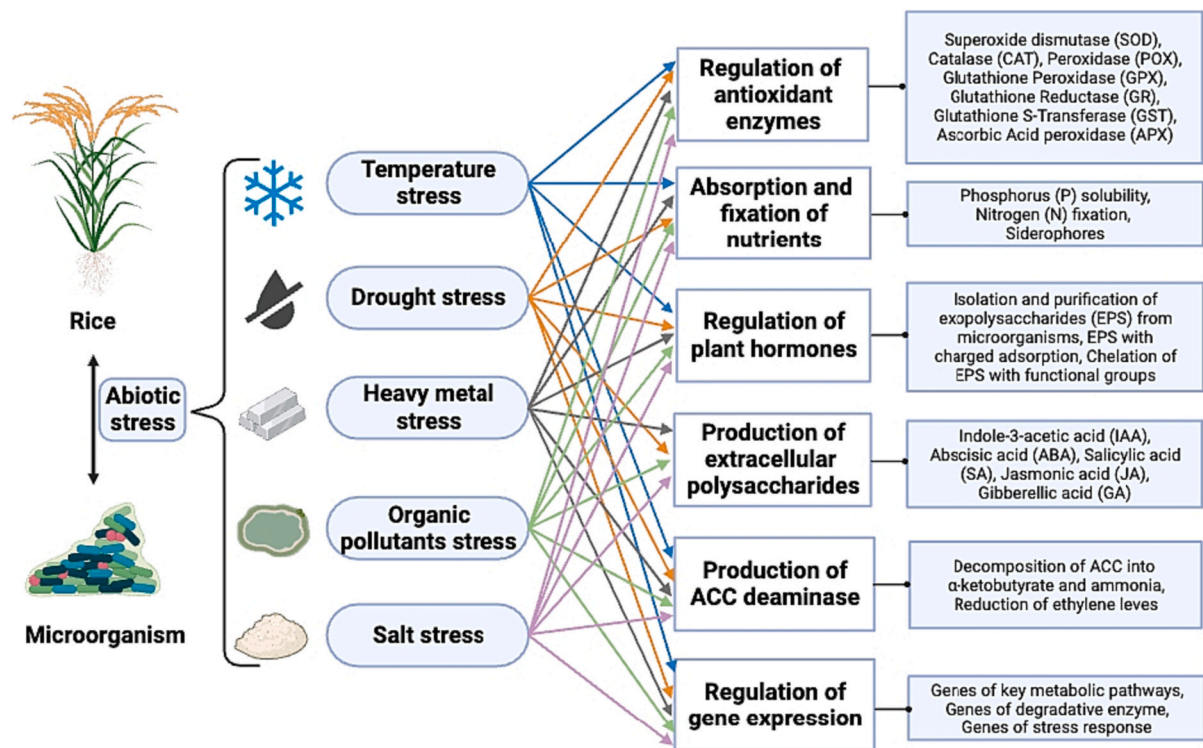 Rice
Abiotic
stress
Microorganism
Temperature
stress
Drought stress
Heavy metal
stress
Organic
pollutants stress
Salt stress
Regulation of
antioxidant
enzymes
Superoxide dismutase (SOD),
Catalase (CAT), Peroxidase (POX),
Glutathione Peroxidase (GPX)
Glutathione Reductase (GR),
Glutathione S-Transferase (GST),
Ascorbic Acid peroxidase (APX)
Absorption and
fixation of
nutrients
Phosphorus (P) solubility,
Nitrogen (N) fixation,
Siderophores
Regulation of
plant hormones
Isolation and purification of
exopolysaccharides (EPS) from
microorganisms, EPS with
charged adsorption, Chelation of
EPS with functional groups
Production of
extracellular
polysaccharides
Indole-3-acetic acid (IAA),
Abscisic acid (ABA), Salicylic acid
(SA), Jasmonic acid (JA),
Gibberellic acid (GA)
Production of
ACC deaminase
Decomposition of ACC into
α-ketobutyrate and ammonia,
Reduction of ethylene leves
Regulation of
gene expression
Genes of key metabolic pathways,
Genes of degradative enzyme,
Genes of stress response